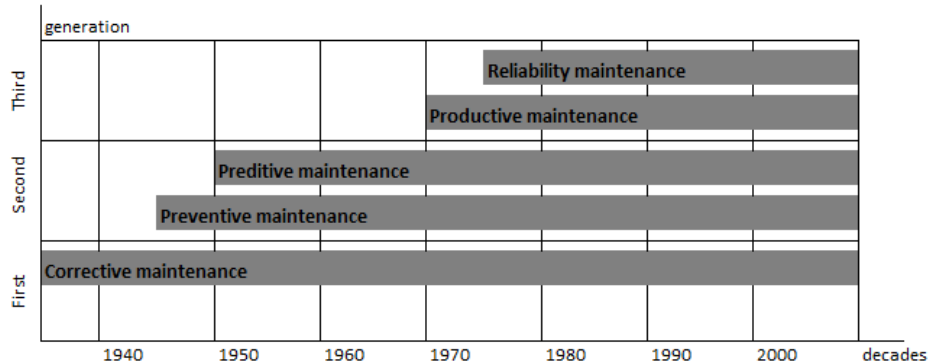 generation
Third
Reliability maintenance
Productive maintenance
Second
Preditive maintenance
Preventive maintenance
First
Corrective maintenance
1940 1950 1960 1970 1980 1990 2000 decades